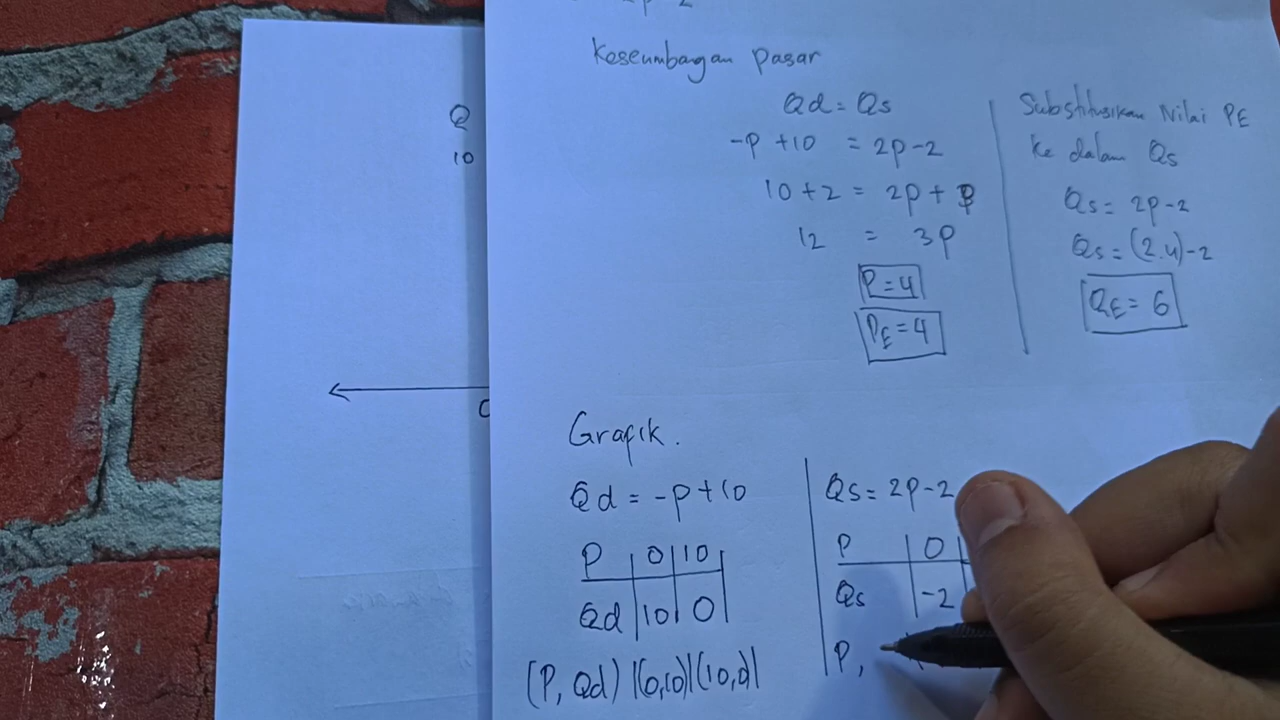 Keseumbangan Pasar
Qd = Qs
-P + 10 = 2P-2
10 + 2 = 2P + P
12 = 3P
P = 4
PE = 4
Substitusikan Nilai PE
Ke dalam Qs
Qs = 2P-2
Qs = (2.4)-2
QE = 6
Q
10
Grafik.
Qd = -P+10
P | 0 | 10
Qd | 10 | 0
(P, Qd) | (0,10) | (10,0)
Qs = 2P-2
P | 0
Qs | -2
P,